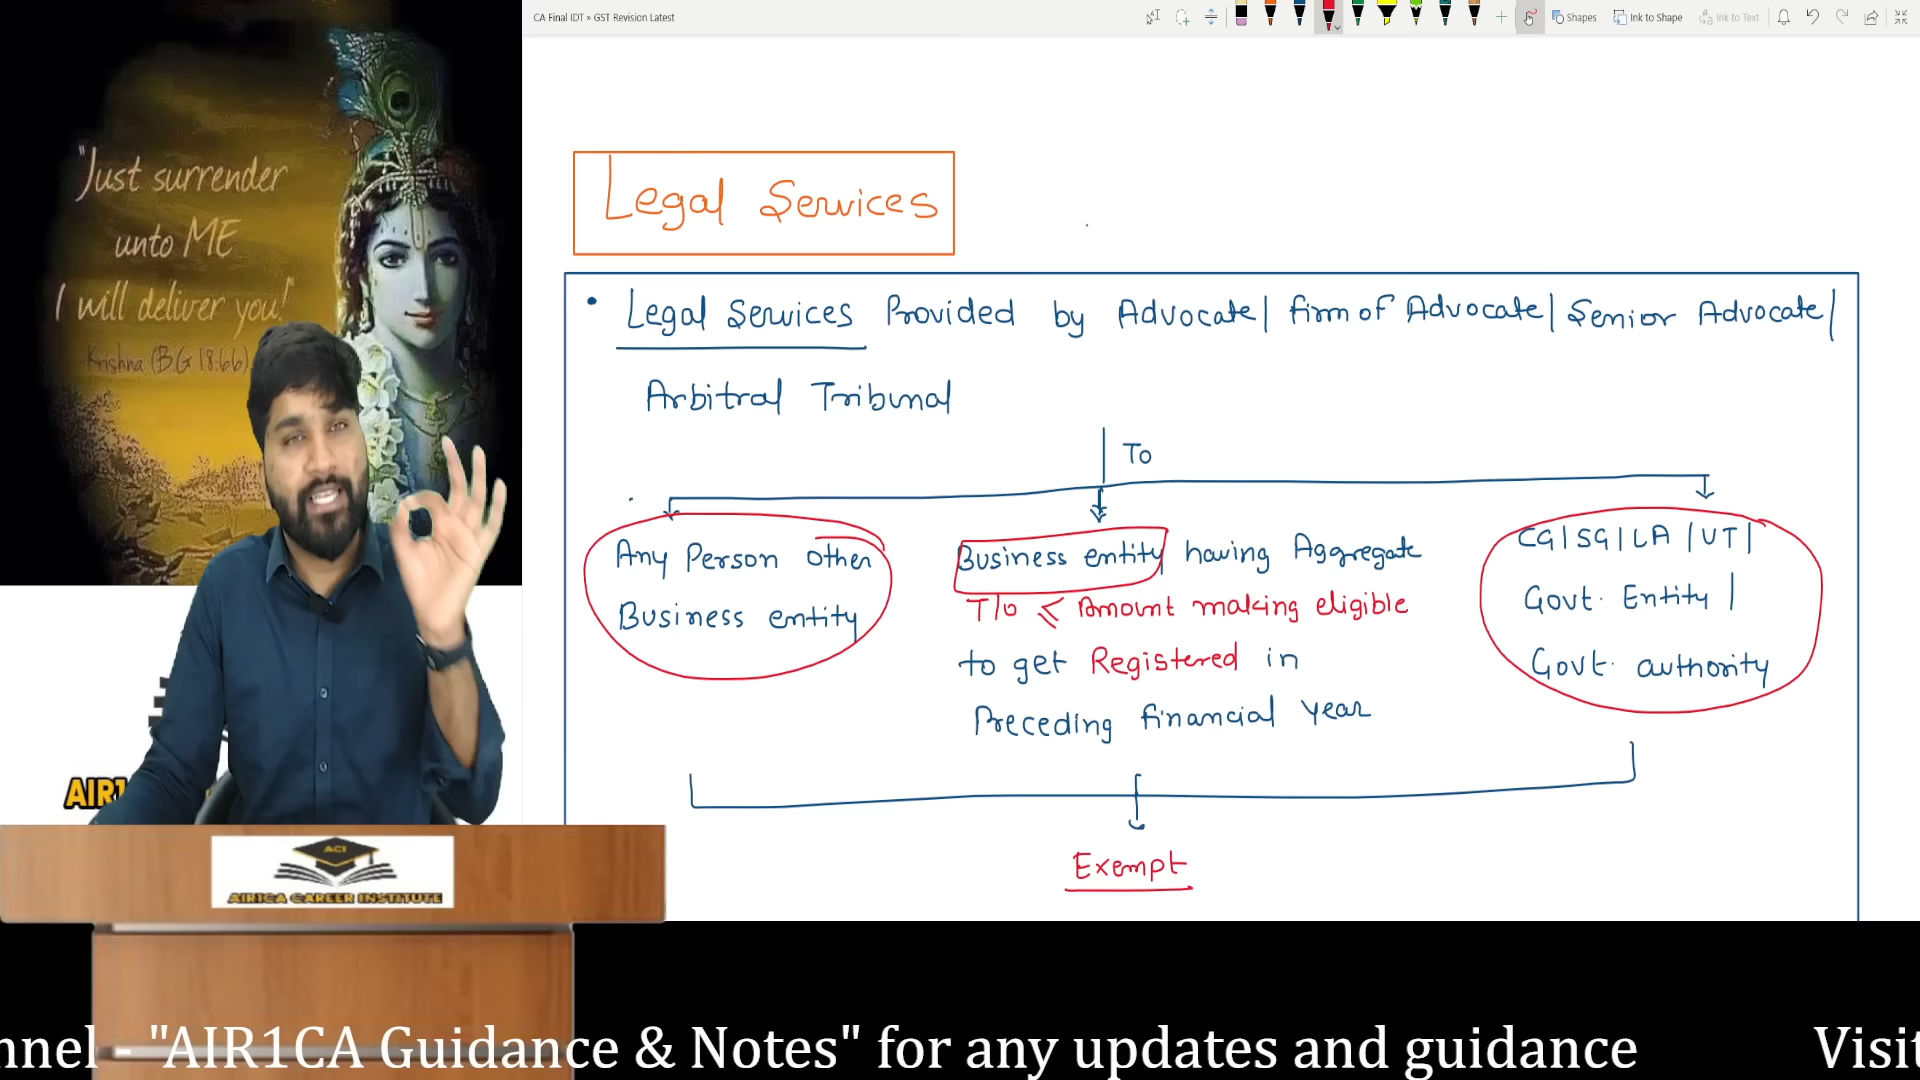 CA Final IDT » GST Revision Latest
Shapes
Ink to Shape
Ink to Text
"Just surrender
unto ME
I will deliver you!"
- Krishna (B.G 18:66)
Legal Services
• Legal Services Provided by Advocate| firm of Advocate| Senior Advocate|
Arbitral Tribunal
To
Any Person other
Business entity
Business entity having Aggregate
T/o ≤ Amount making eligible
to get Registered in
Preceding financial year
CG|SG|LA|UT|
Govt. Entity|
Govt. authority
Exempt
AIR1
ACI
AIR1CA CAREER INSTITUTE
nnel - "AIR1CA Guidance & Notes" for any updates and guidance
Visit